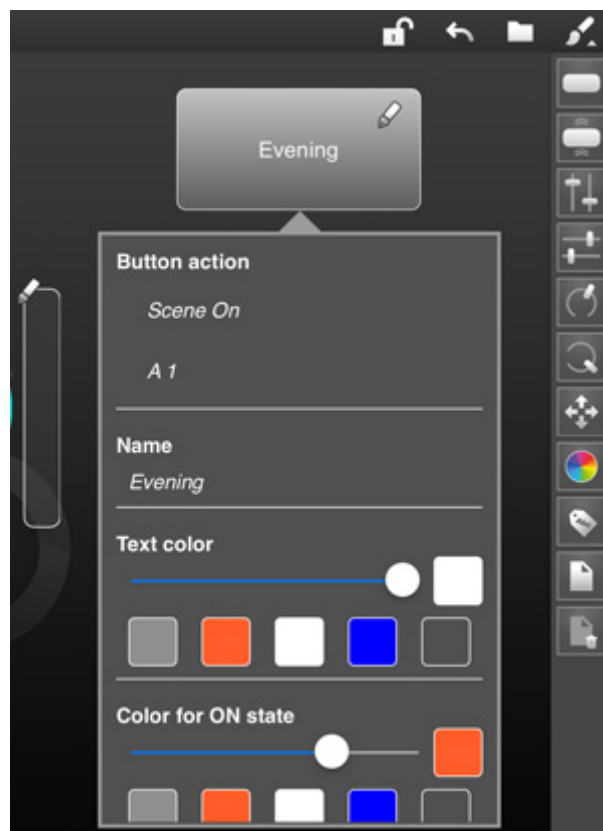 Evening
Button action
Scene On
A 1
Name
Evening
Text color
Color for ON state